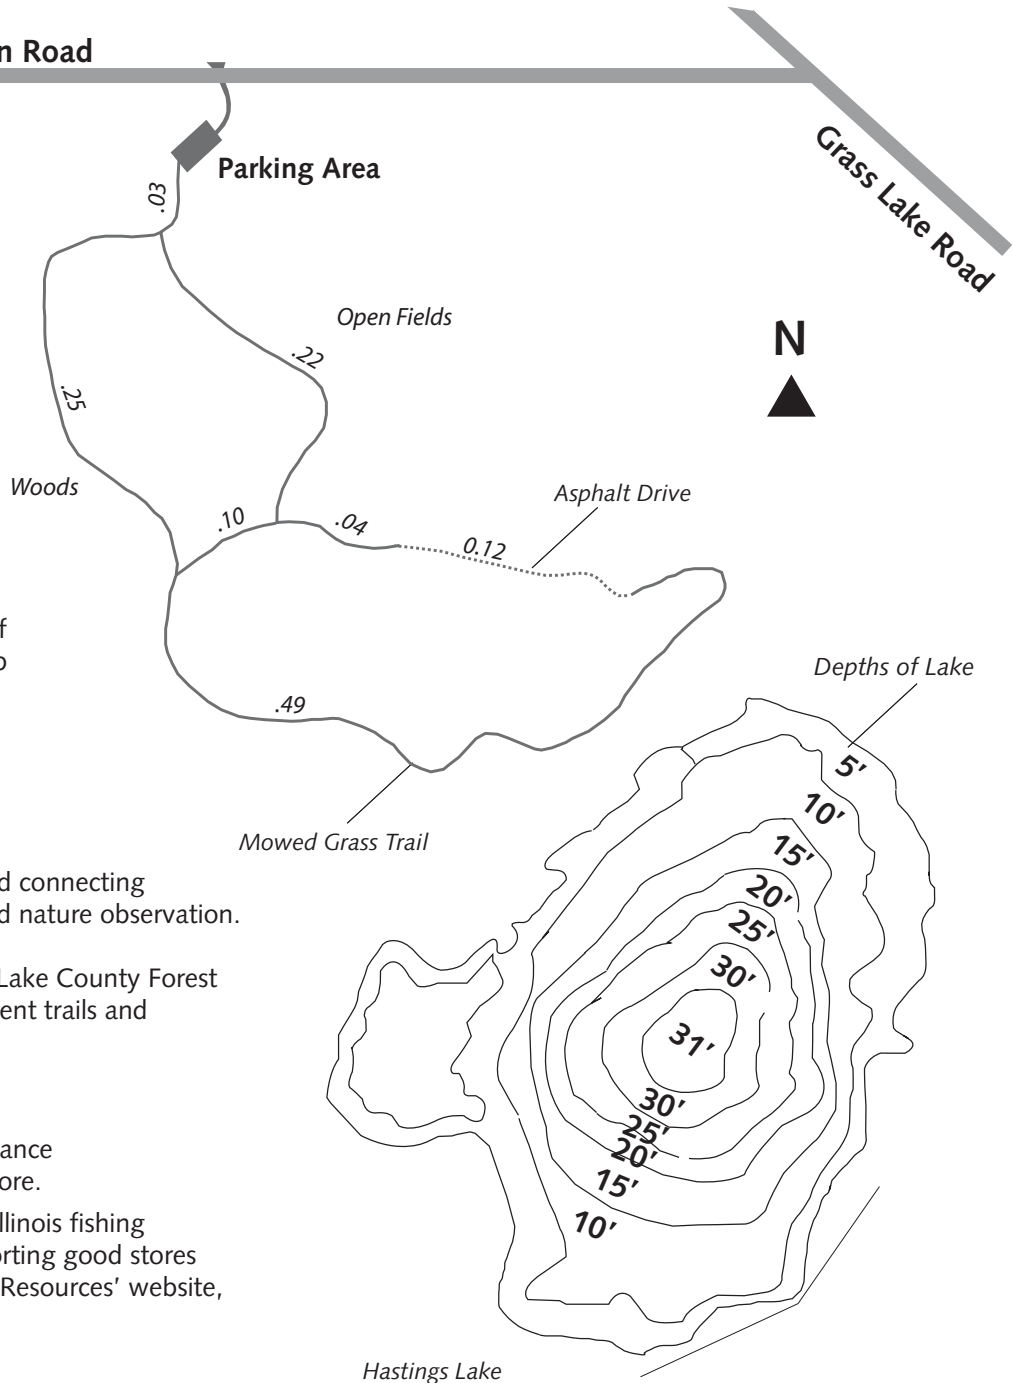 n Road
Parking Area
Grass Lake Road
.03
Open Fields
N
.22
.25
Woods
Asphalt Drive
.10
.04
0.12
f
o
Depths of Lake
.49
5'
10'
Mowed Grass Trail
15'
d connecting
20'
d nature observation.
25'
Lake County Forest
30'
ent trails and
31'
30'
25'
ance
20'
ore.
15'
llinois fishing
10'
orting good stores
Resources' website,
Hastings Lake